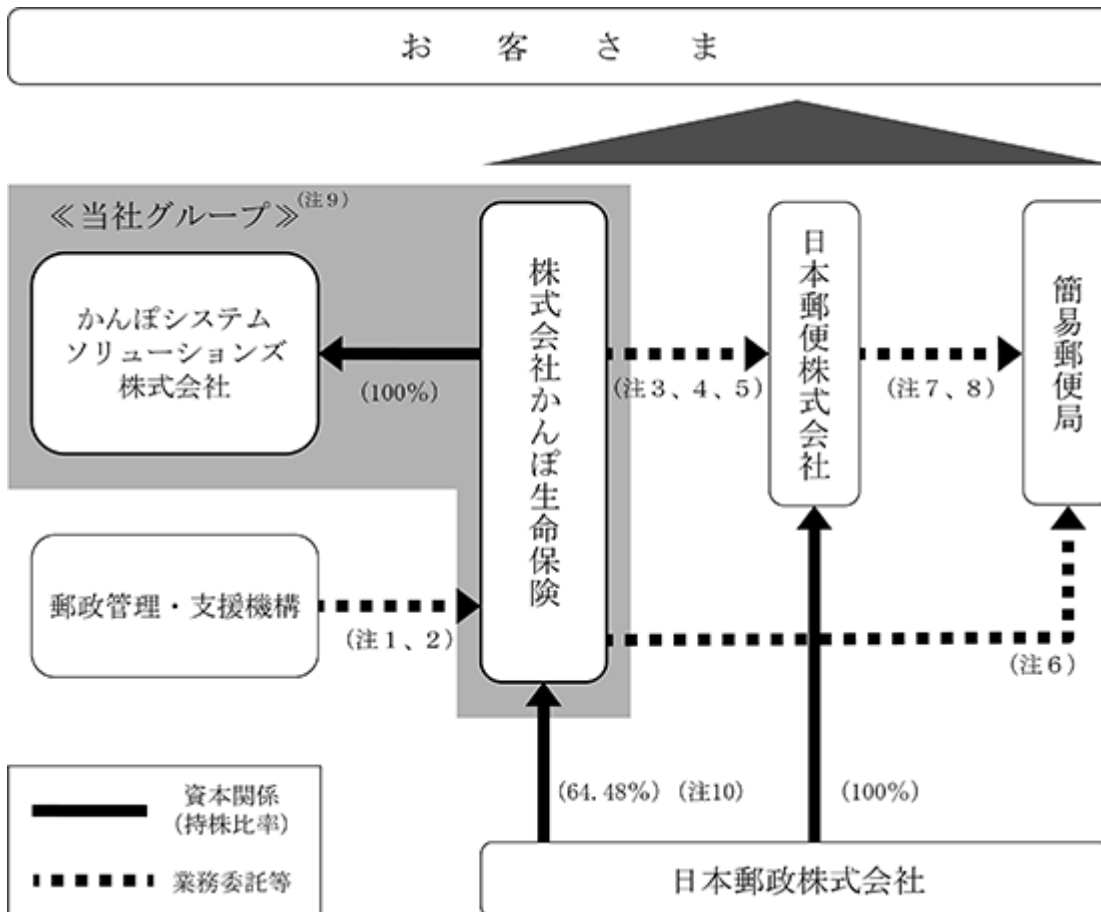 お客さま
≪当社グループ≫(注9)
かんぽシステム
ソリューションズ
株式会社
(100%)
株式会社かんぽ生命保険
(注3、4、5)
日本郵便株式会社
(注7、8)
簡易郵便局
郵政管理・支援機構
(注1、2)
(注6)
(64.48%)(注10)
(100%)
資本関係
(持株比率)
業務委託等
日本郵政株式会社